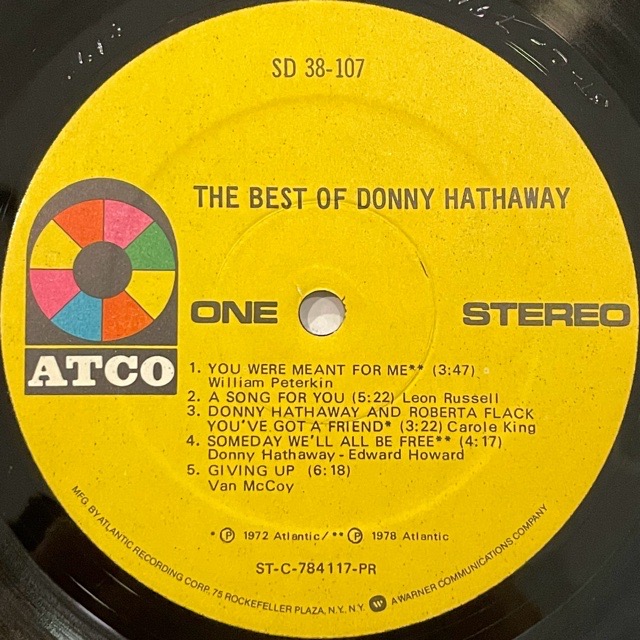 SD 38-107
THE BEST OF DONNY HATHAWAY
ATCO
ONE
STEREO
1. YOU WERE MEANT FOR ME** (3:47)
William Peterkin
2. A SONG FOR YOU (5:22) Leon Russell
3. DONNY HATHAWAY AND ROBERTA FLACK
YOU'VE GOT A FRIEND* (3:22) Carole King
4. SOMEDAY WE'LL ALL BE FREE** (4:17)
Donny Hathaway - Edward Howard
5. GIVING UP (6:18)
Van McCoy
* ℗ 1972 Atlantic/** ℗ 1978 Atlantic
ST-C-784117-PR
MFG. BY ATLANTIC RECORDING CORP. 75 ROCKEFELLER PLAZA, N.Y. N.Y. W A WARNER COMMUNICATIONS COMPANY